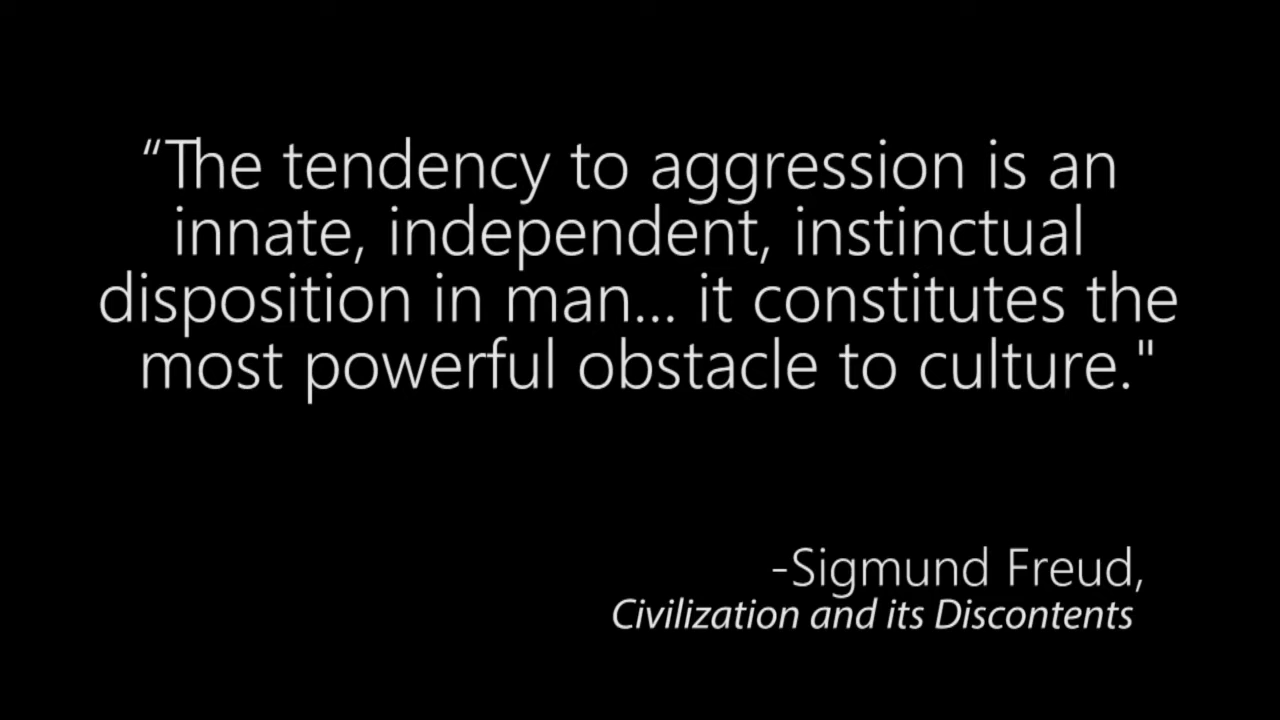 “The tendency to aggression is an
innate, independent, instinctual
disposition in man... it constitutes the
most powerful obstacle to culture."
-Sigmund Freud,
Civilization and its Discontents